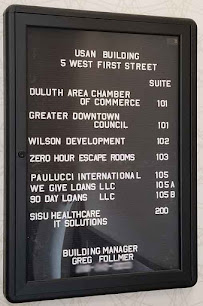 USAN BUILDING
5 WEST FIRST STREET
SUITE
DULUTH AREA CHAMBER
OF COMMERCE 101
GREATER DOWNTOWN
COUNCIL 101
WILSON DEVELOPMENT 102
ZERO HOUR ESCAPE ROOMS 103
PAULUCCI INTERNATIONAL 105
WE GIVE LOANS LLC 105A
90 DAY LOANS LLC 105B
SISU HEALTHCARE 200
IT SOLUTIONS
BUILDING MANAGER
GREG FOLLMER